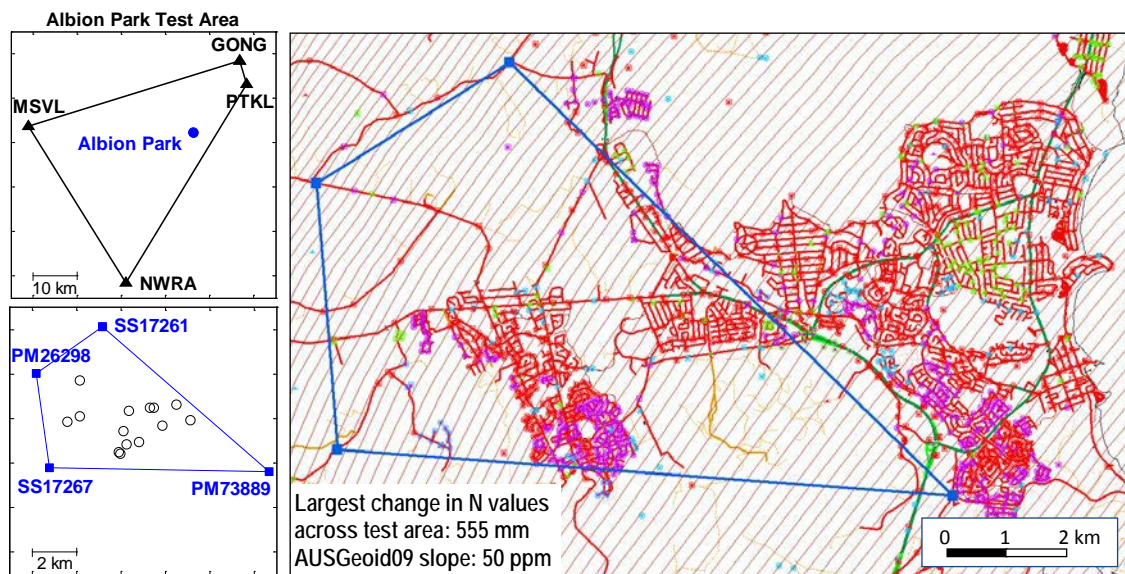 Albion Park Test Area
GONG
PTKL
MSVL
Albion Park
NWRA
10 km
SS17261
PM26298
SS17267
PM73889
2 km
Largest change in N values
across test area: 555 mm
AUSGeoid09 slope: 50 ppm
0 1 2 km